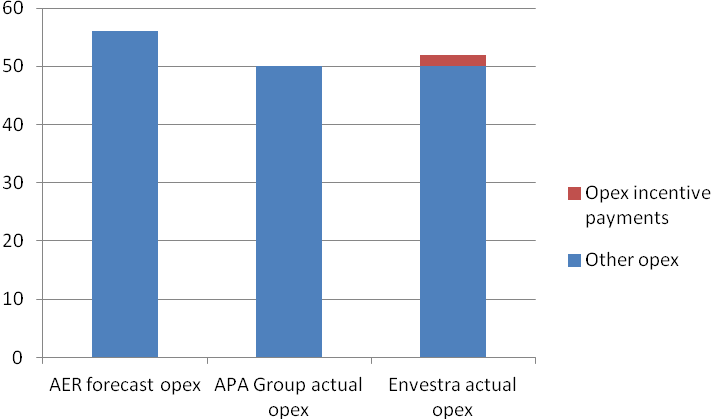 60
50
40
30
20
10
0
AER forecast opex
APA Group actual
opex
Envestra actual
opex
Opex incentive
payments
Other opex